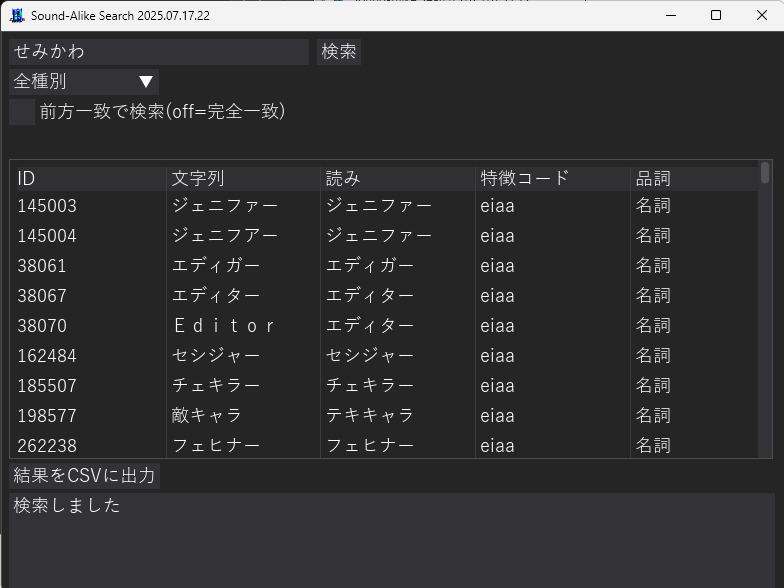 Sound-Alike Search 2025.07.17.22
せみかわ 検索
全種別 ▼
前方一致で検索(off=完全一致)
ID 文字列 読み 特徴コード 品詞
145003 ジェニファー ジェニファー eiaa 名詞
145004 ジェニフアー ジェニファー eiaa 名詞
38061 エディガー エディガー eiaa 名詞
38067 エディター エディター eiaa 名詞
38070 Ｅｄｉｔｏｒ エディター eiaa 名詞
162484 セシジャー セシジャー eiaa 名詞
185507 チェキラー チェキラー eiaa 名詞
198577 敵キャラ テキキャラ eiaa 名詞
262238 フェヒナー フェヒナー eiaa 名詞
結果をCSVに出力
検索しました